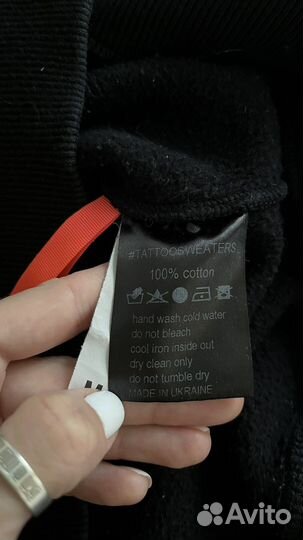 #TATTOOSWEATERS
100% cotton
hand wash cold water
do not bleach
cool iron inside out
dry clean only
do not tumble dry
MADE IN UKRAINE
Avito